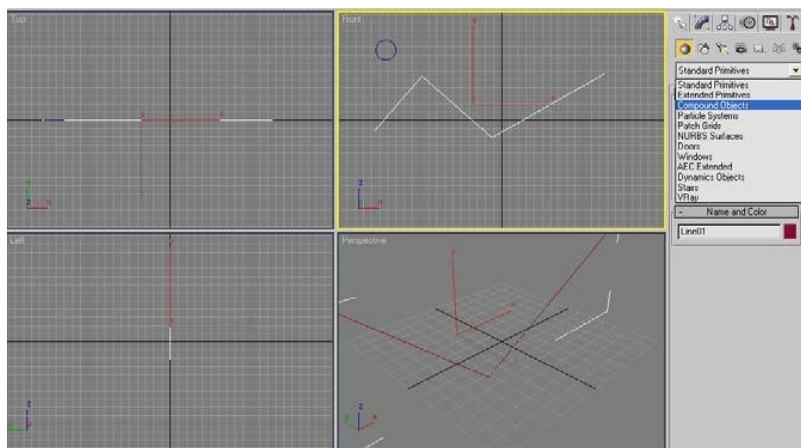 Top
Front
Standard Primitives
Standard Primitives
Extended Primitives
Compound Objects
Particle Systems
Patch Grids
NURBS Surfaces
Doors
Windows
AEC Extended
Dynamics Objects
Stairs
VRay
- Name and Color
Line01
Left
Perspective